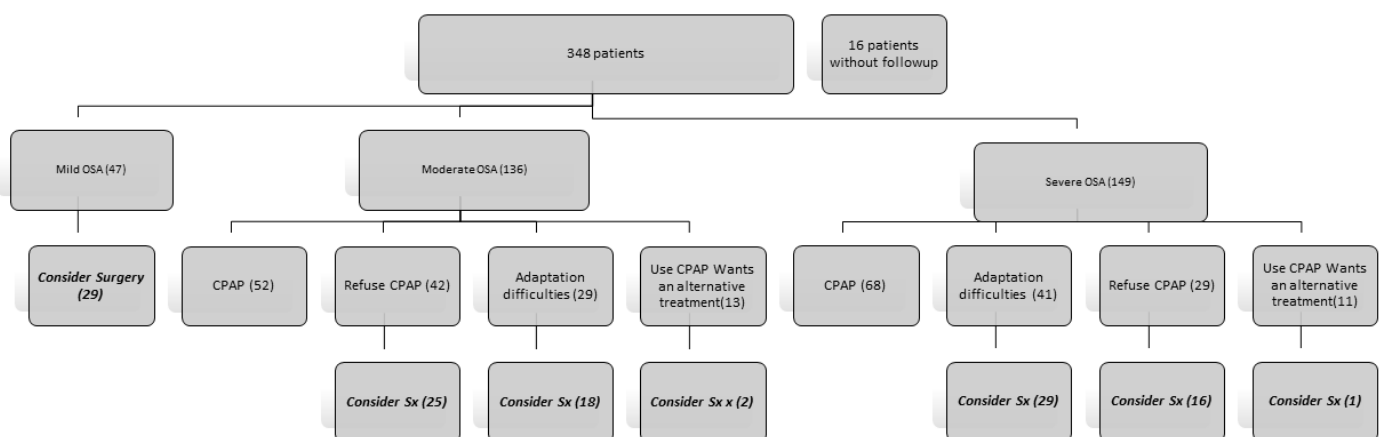 348 patients
16 patients
without followup
Mild OSA (47)
Moderate OSA (136)
Severe OSA (149)
Consider Surgery
(29)
CPAP (52)
Refuse CPAP (42)
Adaptation
difficulties (29)
Use CPAP Wants
an alternative
treatment(13)
CPAP (68)
Adaptation
difficulties (41)
Refuse CPAP (29)
Use CPAP Wants
an alternative
treatment(11)
Consider Sx (25)
Consider Sx (18)
Consider Sx x (2)
Consider Sx (29)
Consider Sx (16)
Consider Sx (1)